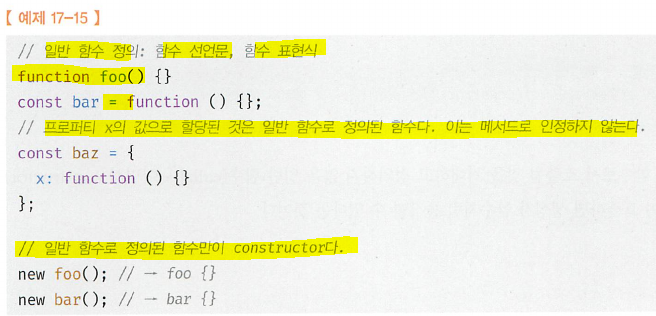 【 예제 17-15 】
// 일반 함수 정의: 함수 선언문, 함수 표현식
function foo() {}
const bar = function () {};
// 프로퍼티 x의 값으로 할당된 것은 일반 함수로 정의된 함수다. 이는 메서드로 인정하지 않는다.
const baz = {
  x: function () {}
};
// 일반 함수로 정의된 함수만이 constructor다.
new foo(); // → foo {}
new bar(); // → bar {}